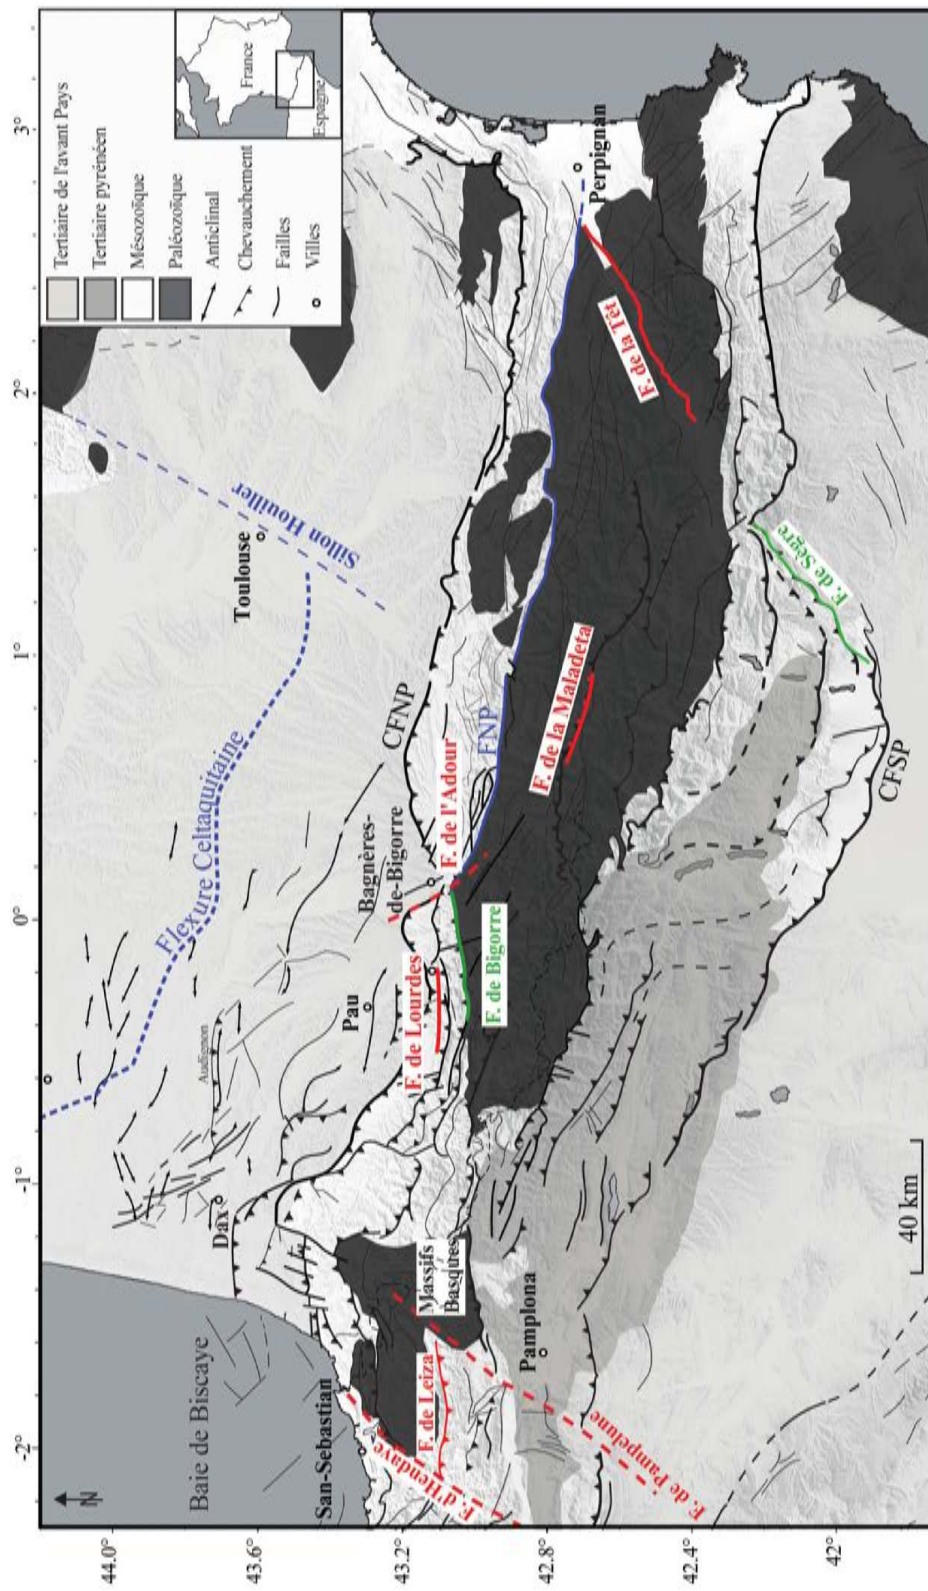 -2°
-1°
0°
1°
2°
3°
44.0°
43.6°
43.2°
42.8°
42.4°
42°
N
Baie de Biscaye
Tertiaire de l'avant Pays
Tertiaire pyrénéen
Mésozoïque
Paléozoïque
Anticlinal
Chevauchement
Failles
Villes
France
Espagne
Flexure Celtaquitaine
Sillon Houiller
Toulouse
Audignon
Dax
Pau
Bagnères-
de-Bigorre
CFNP
San-Sebastian
F. d'Hendaye
F. de Leiza
Massifs
Basques
F. de Lourdes
F. de l'Adour
FNP
F. de Bigorre
F. de la Maladeta
F. de la Têt
Perpignan
Pamplona
F. de Pampelune
F. de Sègre
CFSP
40 km